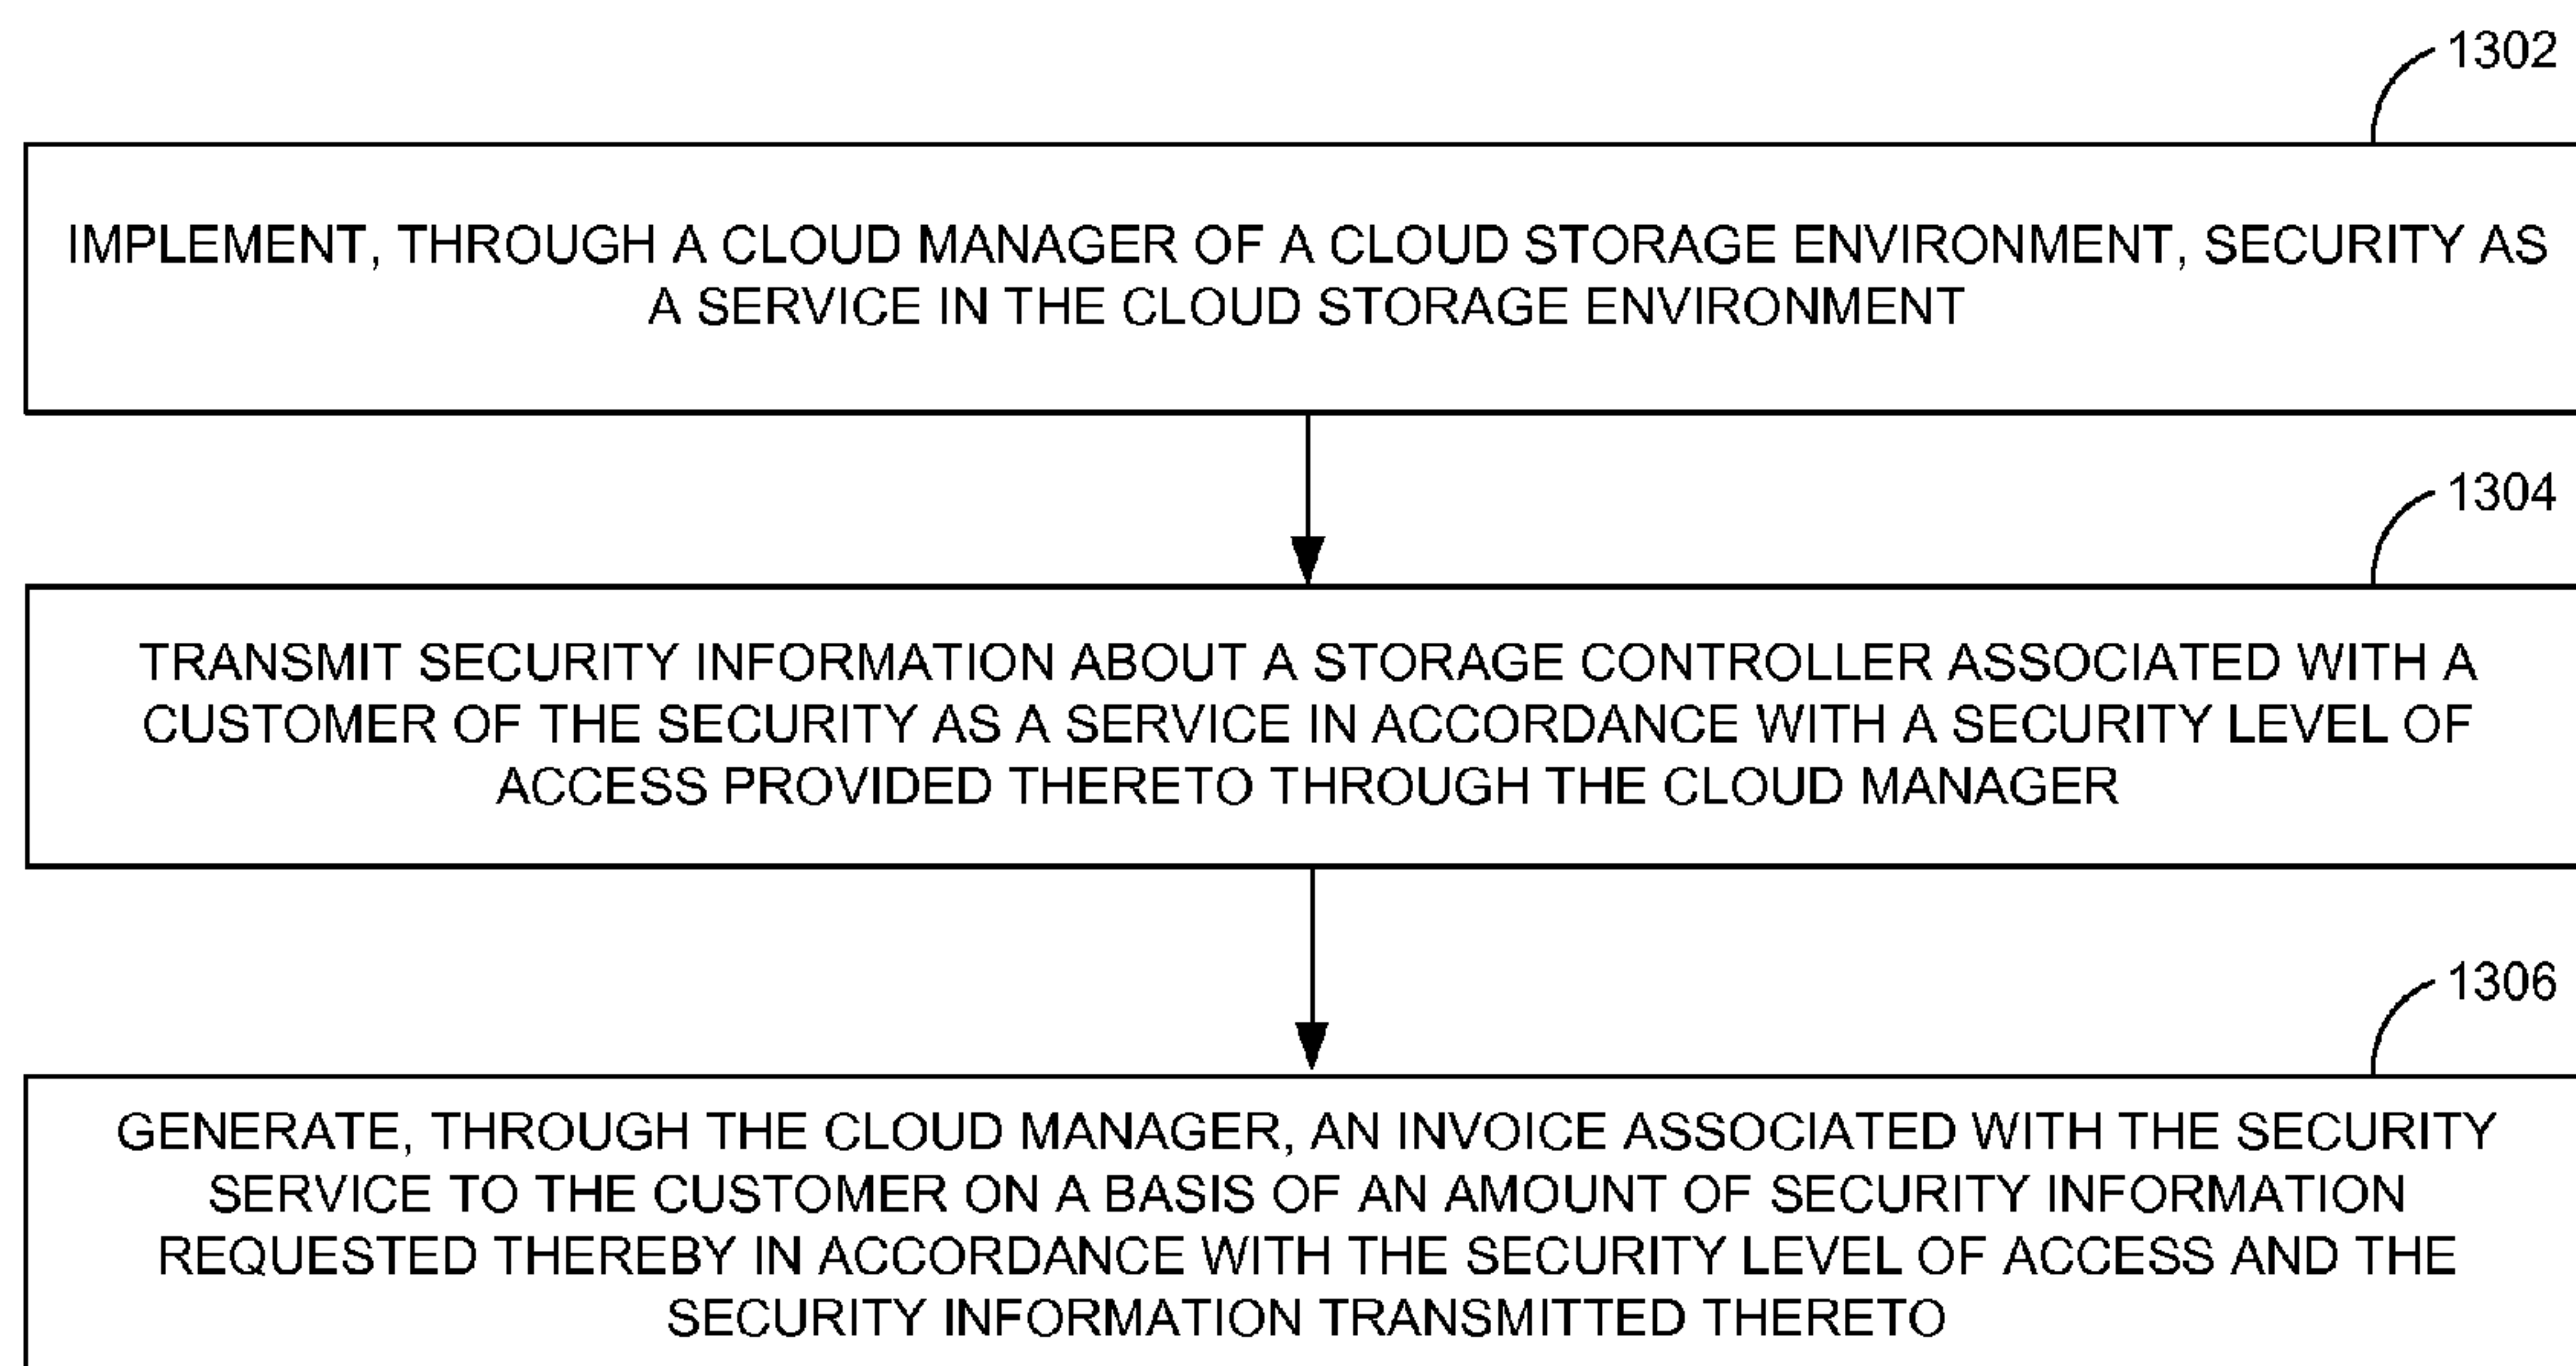 1302
IMPLEMENT, THROUGH A CLOUD MANAGER OF A CLOUD STORAGE ENVIRONMENT, SECURITY AS
A SERVICE IN THE CLOUD STORAGE ENVIRONMENT
1304
TRANSMIT SECURITY INFORMATION ABOUT A STORAGE CONTROLLER ASSOCIATED WITH A
CUSTOMER OF THE SECURITY AS A SERVICE IN ACCORDANCE WITH A SECURITY LEVEL OF
ACCESS PROVIDED THERETO THROUGH THE CLOUD MANAGER
1306
GENERATE, THROUGH THE CLOUD MANAGER, AN INVOICE ASSOCIATED WITH THE SECURITY
SERVICE TO THE CUSTOMER ON A BASIS OF AN AMOUNT OF SECURITY INFORMATION
REQUESTED THEREBY IN ACCORDANCE WITH THE SECURITY LEVEL OF ACCESS AND THE
SECURITY INFORMATION TRANSMITTED THERETO